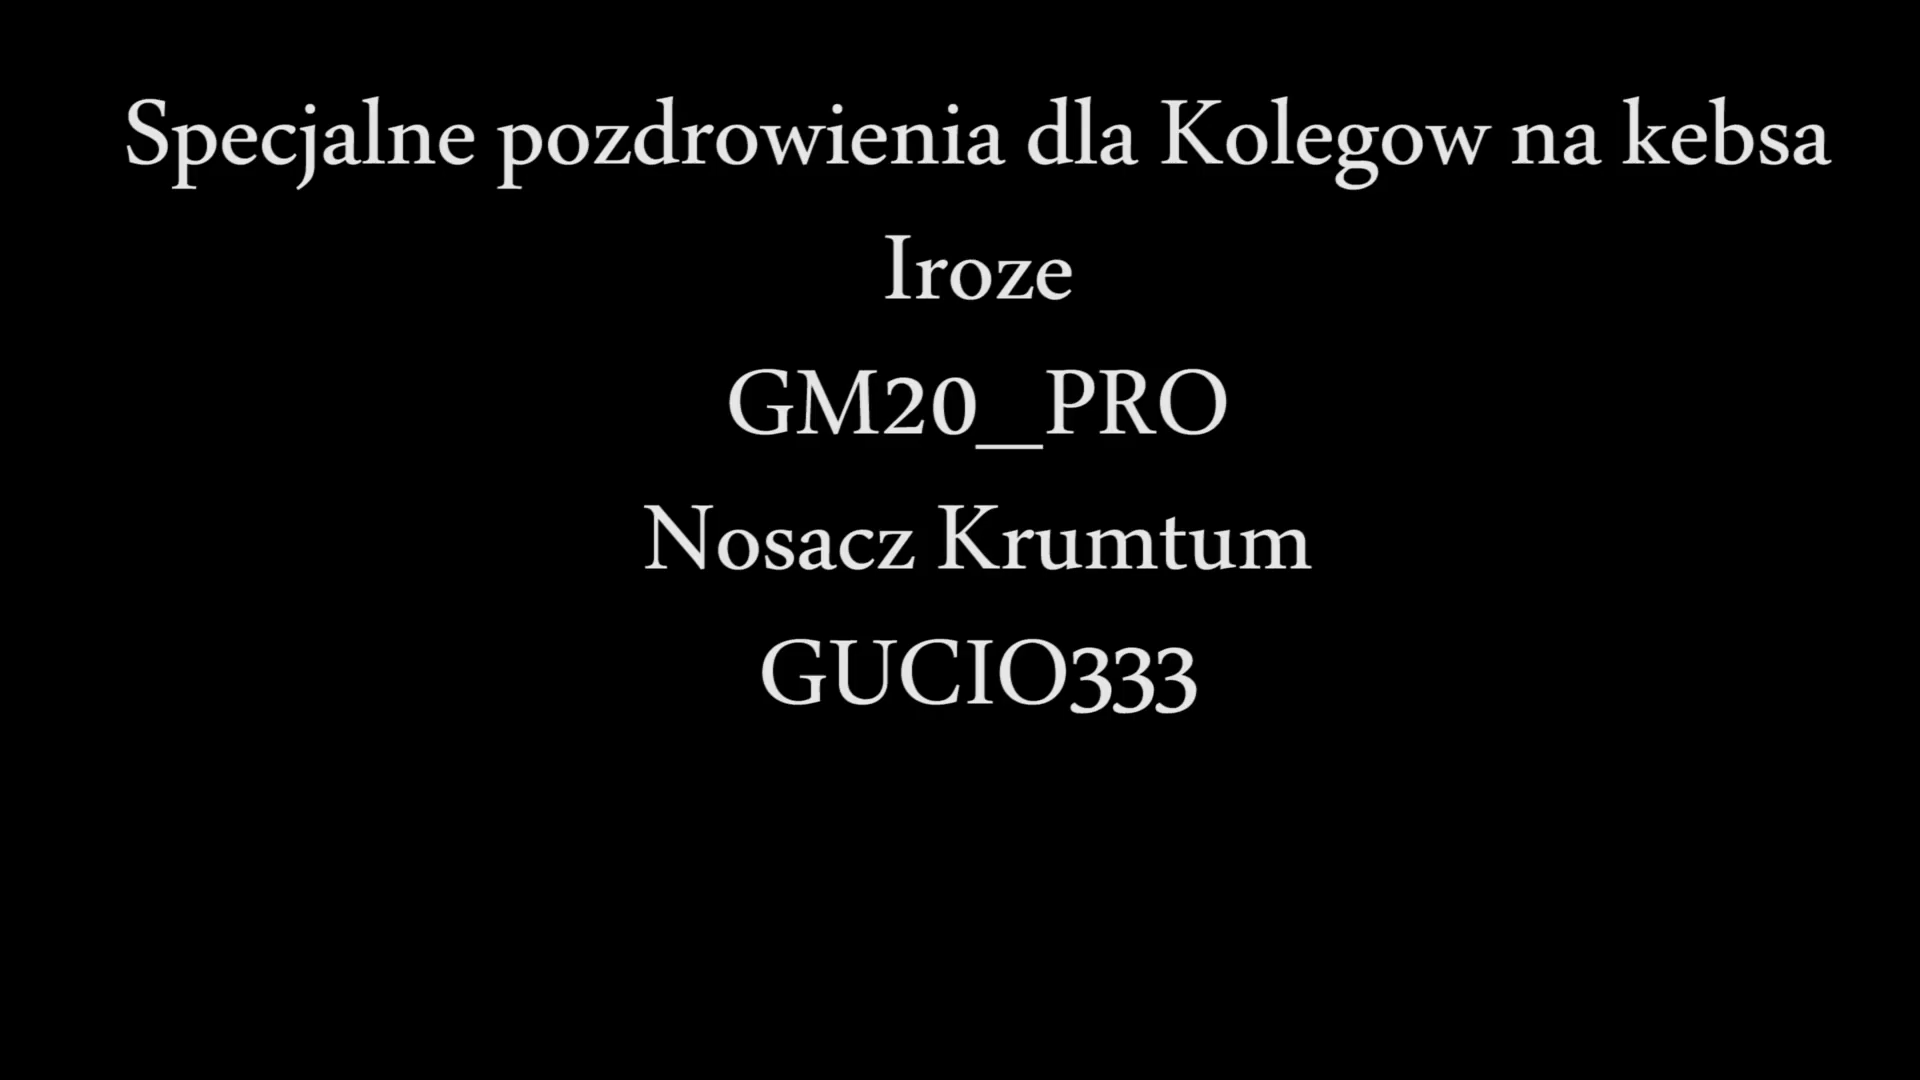 Specjalne pozdrowienia dla Kolegow na kebsa
Iroze
GM20_PRO
Nosacz Krumtum
GUCIO333